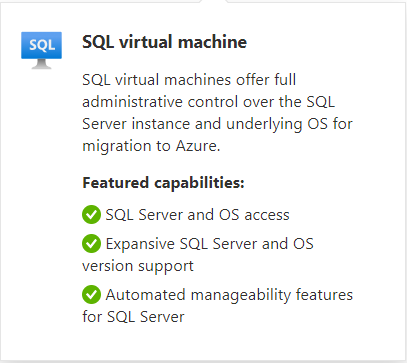 SQL
SQL virtual machine
SQL virtual machines offer full
administrative control over the SQL
Server instance and underlying OS for
migration to Azure.
Featured capabilities:
SQL Server and OS access
Expansive SQL Server and OS
version support
Automated manageability features
for SQL Server